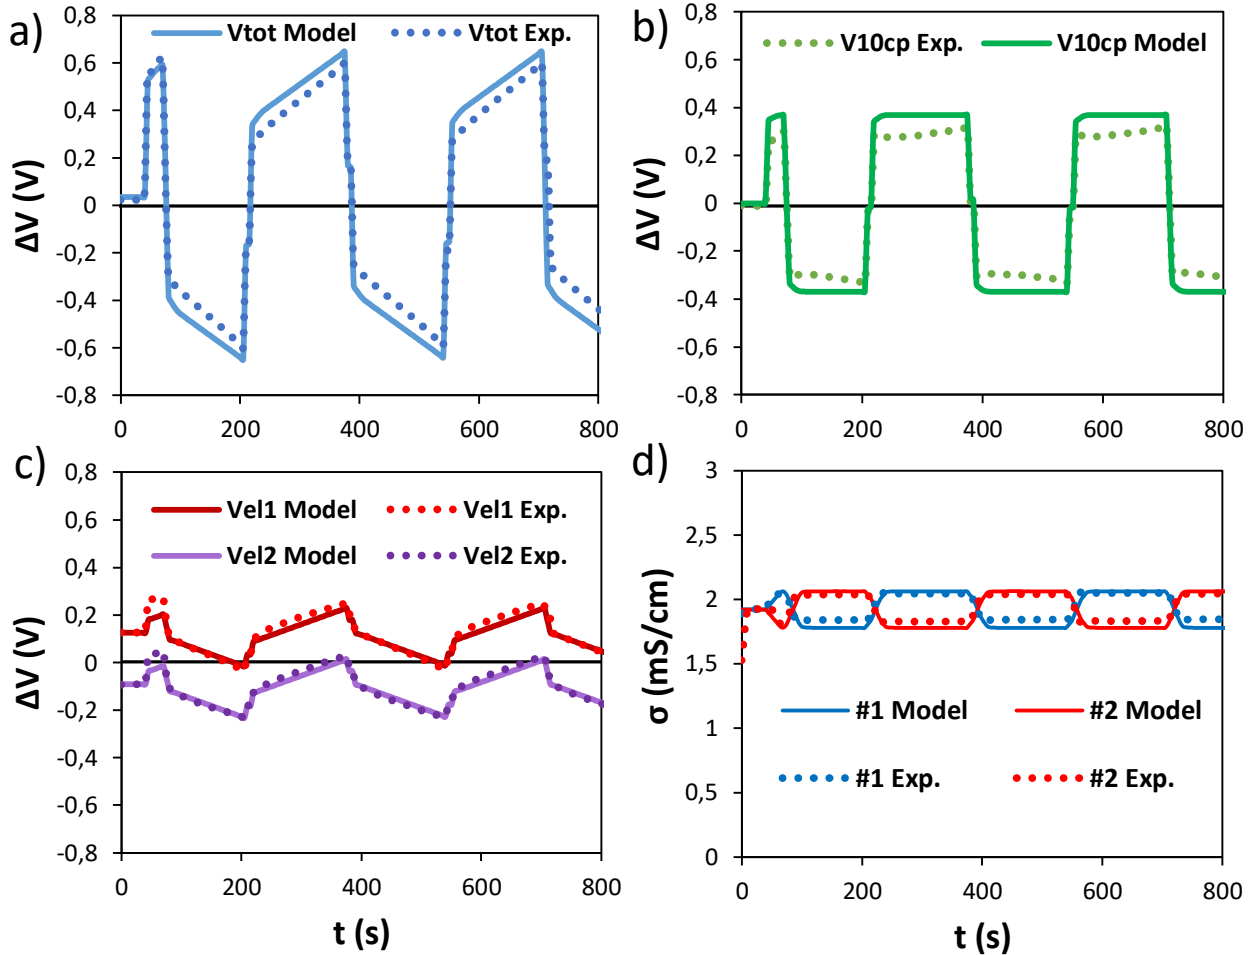 a)
Vtot Model
Vtot Exp.
0,8
0,6
0,4
0,2
0
-0,2
-0,4
-0,6
-0,8
ΔV (V)
0 200 400 600 800
b)
V10cp Exp.
V10cp Model
0,8
0,6
0,4
0,2
0
-0,2
-0,4
-0,6
-0,8
ΔV (V)
0 200 400 600 800
c)
Vel1 Model
Vel1 Exp.
Vel2 Model
Vel2 Exp.
0,8
0,6
0,4
0,2
0
-0,2
-0,4
-0,6
-0,8
ΔV (V)
0 200 400 600 800
t (s)
d)
3
2,5
2
1,5
1
0,5
0
σ (mS/cm)
#1 Model
#2 Model
#1 Exp.
#2 Exp.
0 200 400 600 800
t (s)